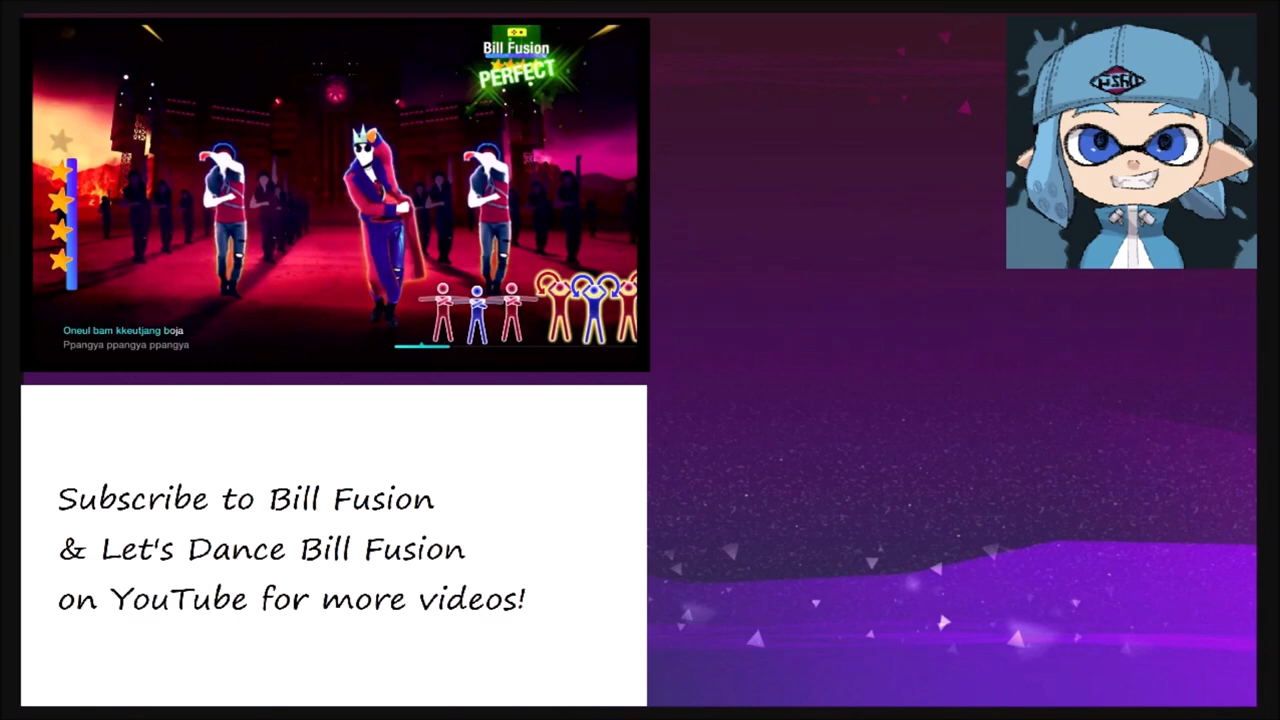 Bill Fusion
PERFECT
Oneul bam kkeutjang boja
Ppangya ppangya ppangya
Subscribe to Bill Fusion
& Let's Dance Bill Fusion
on YouTube for more videos!